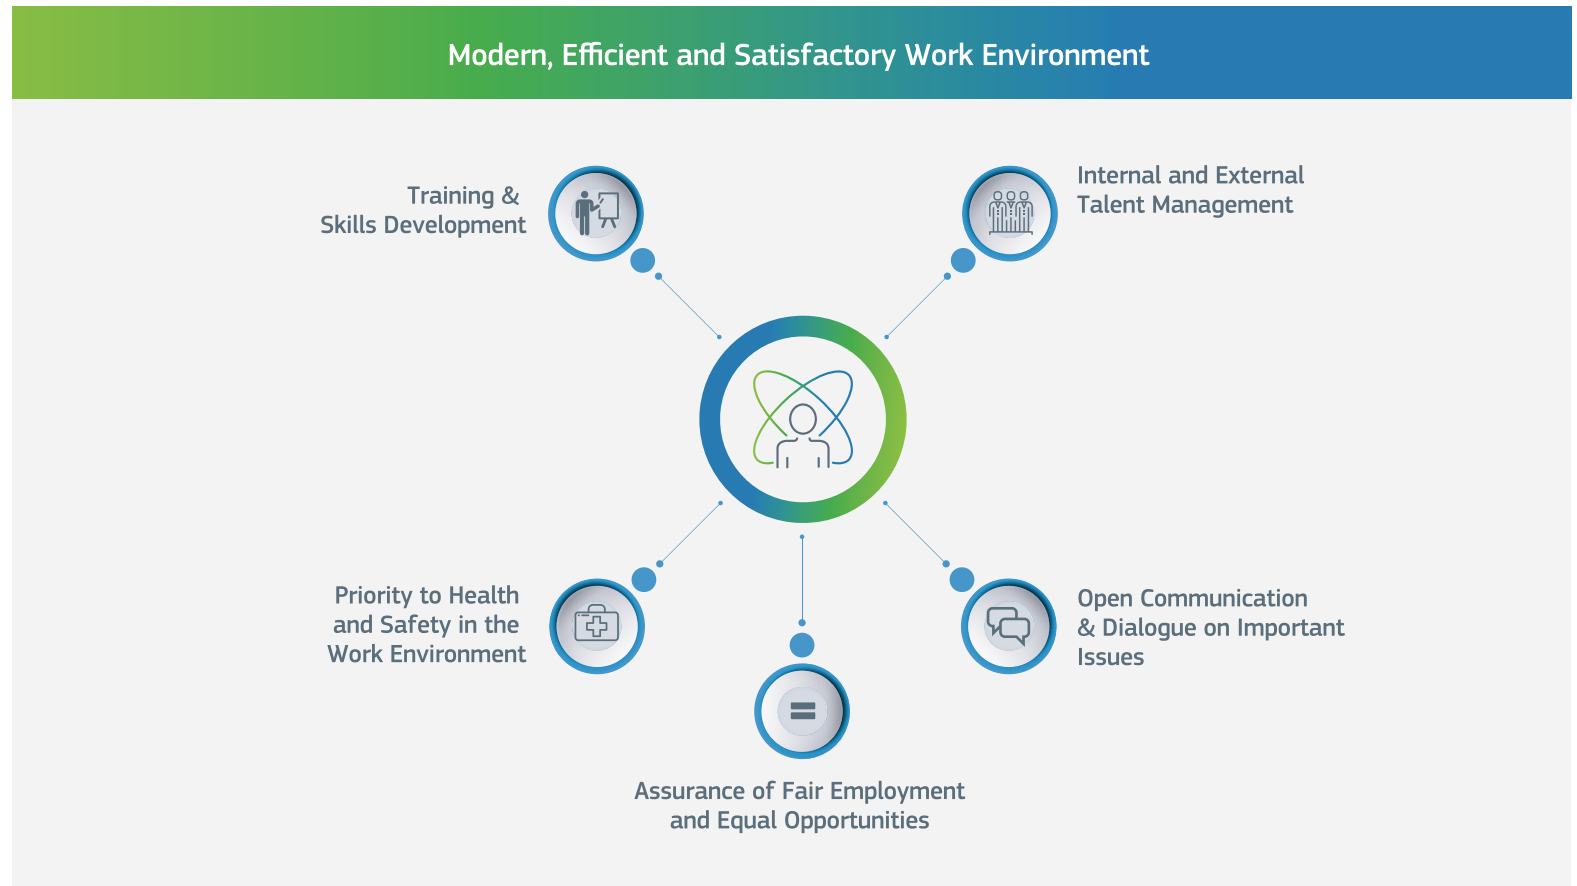 Modern, Efficient and Satisfactory Work Environment
Training &
Skills Development
Internal and External
Talent Management
Priority to Health
and Safety in the
Work Environment
Open Communication
& Dialogue on Important
Issues
Assurance of Fair Employment
and Equal Opportunities